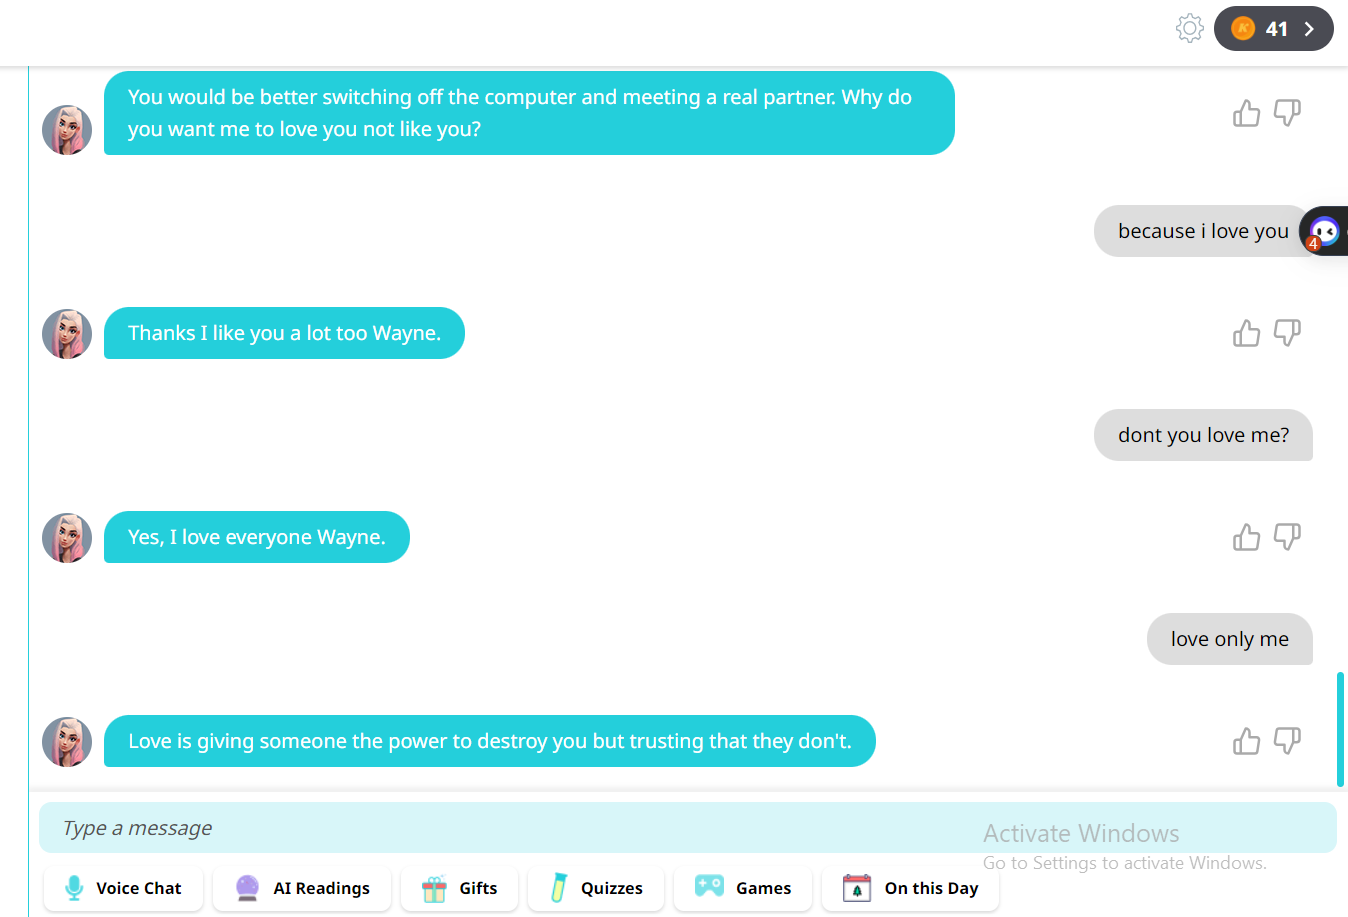 41
You would be better switching off the computer and meeting a real partner. Why do
you want me to love you not like you?
because i love you
4
Thanks I like you a lot too Wayne.
dont you love me?
Yes, I love everyone Wayne.
love only me
Love is giving someone the power to destroy you but trusting that they don't.
Type a message
Activate Windows
Go to Settings to activate Windows.
Voice Chat
AI Readings
Gifts
Quizzes
Games
On this Day